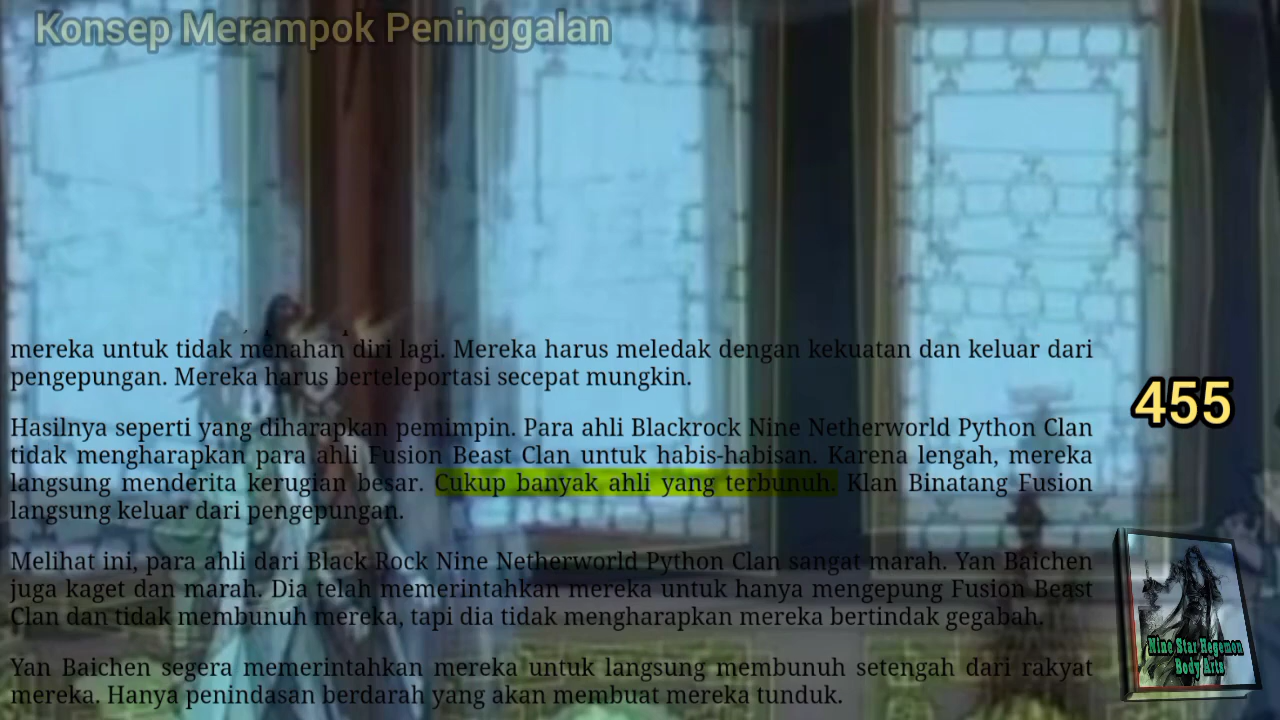 Konsep Merampok Peninggalan
mereka untuk tidak menahan diri lagi. Mereka harus meledak dengan kekuatan dan keluar dari
pengepungan. Mereka harus berteleportasi secepat mungkin.
455
Hasilnya seperti yang diharapkan pemimpin. Para ahli Blackrock Nine Netherworld Python Clan
tidak mengharapkan para ahli Fusion Beast Clan untuk habis-habisan. Karena lengah, mereka
langsung menderita kerugian besar. Cukup banyak ahli yang terbunuh. Klan Binatang Fusion
langsung keluar dari pengepungan.
Melihat ini, para ahli dari Black Rock Nine Netherworld Python Clan sangat marah. Yan Baichen
juga kaget dan marah. Dia telah memerintahkan mereka untuk hanya mengepung Fusion Beast
Clan dan tidak membunuh mereka, tapi dia tidak mengharapkan mereka bertindak gegabah.
Yan Baichen segera memerintahkan mereka untuk langsung membunuh setengah dari rakyat
mereka. Hanya penindasan berdarah yang akan membuat mereka tunduk.
Nine Star Hegemon
Body Arts